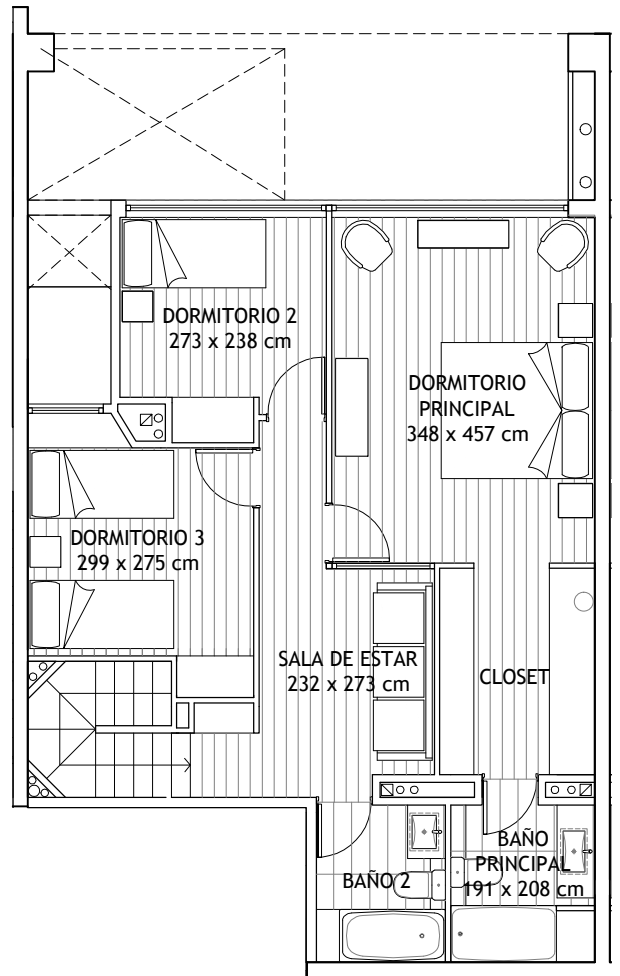 DORMITORIO 2
273 x 238 cm
DORMITORIO
PRINCIPAL
348 x 457 cm
DORMITORIO 3
299 x 275 cm
SALA DE ESTAR
232 x 273 cm
CLOSET
BAÑO 2
BAÑO
PRINCIPAL
191 x 208 cm